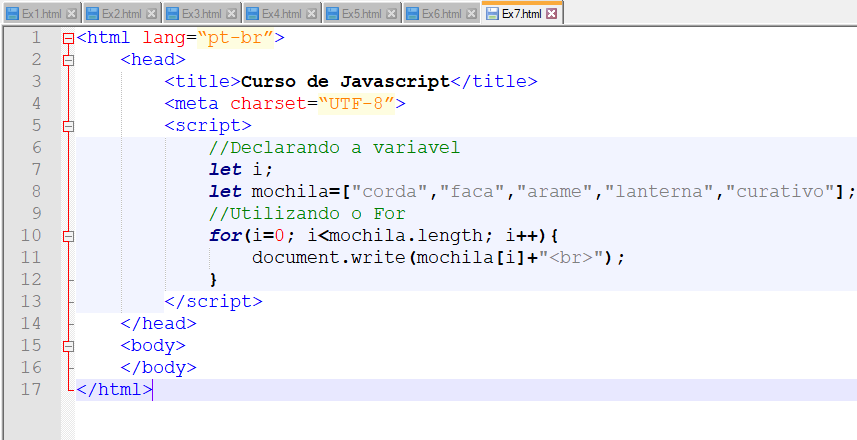 Ex1.html Ex2.html Ex3.html Ex4.html Ex5.html Ex6.html Ex7.html
1 <html lang=“pt-br”>
2 <head>
3 <title>Curso de Javascript</title>
4 <meta charset=“UTF-8”>
5 <script>
6 //Declarando a variavel
7 let i;
8 let mochila=["corda","faca","arame","lanterna","curativo"];
9 //Utilizando o For
10 for(i=0; i<mochila.length; i++){
11 document.write(mochila[i]+"<br>");
12 }
13 </script>
14 </head>
15 <body>
16 </body>
17 </html>